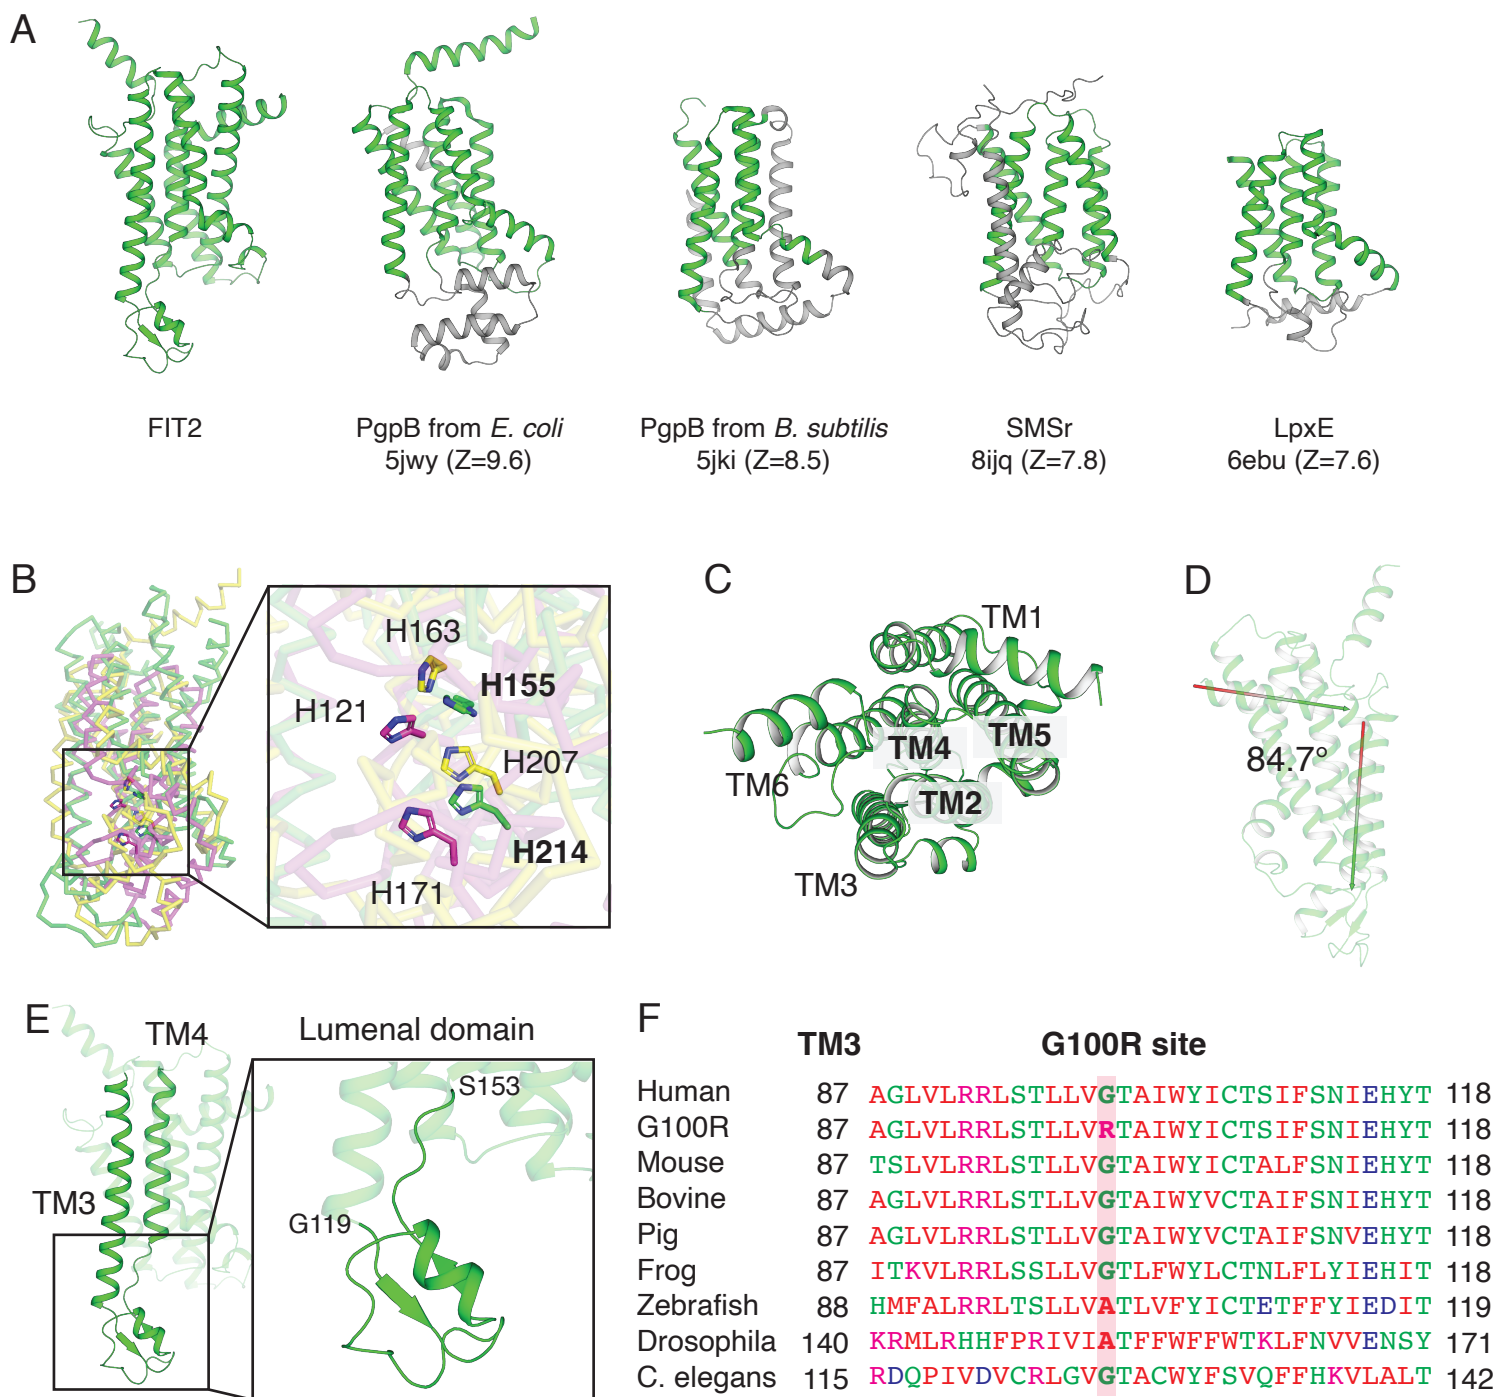 A
FIT2
PgpB from E. coli
5jwy (Z=9.6)
PgpB from B. subtilis
5jki (Z=8.5)
SMSr
8ijq (Z=7.8)
LpxE
6ebu (Z=7.6)
B
H163
H155
H121
H207
H214
H171
C
TM1
TM4
TM5
TM6
TM2
TM3
D
84.7°
E
TM4
TM3
Lumenal domain
S153
G119
F
TM3 G100R site
Human 87 AGLVLRRLSTLLVGTAIWYICTSIFSNIEHYT 118
G100R 87 AGLVLRRLSTLLVRTAIWYICTSIFSNIEHYT 118
Mouse 87 TSLVLRRLSTLLVGTAIWYICTALFSNIEHYT 118
Bovine 87 AGLVLRRLSTLLVGTAIWYVCTAIFSNIEHYT 118
Pig 87 AGLVLRRLSTLLVGTAIWYVCTAIFSNVEHYT 118
Frog 87 ITKVLRRLSSLLVGTLFWYLCTNLFLYIEHIT 118
Zebrafish 88 HMFALRRLTSLLVATLVFYICTETFFYIEDIT 119
Drosophila 140 KRMLRHHFPRIVIATFFWFFWTKLFNVVENSY 171
C. elegans 115 RDQPIVDVCRLGVGTACWYFSVQFFHKVLALT 142